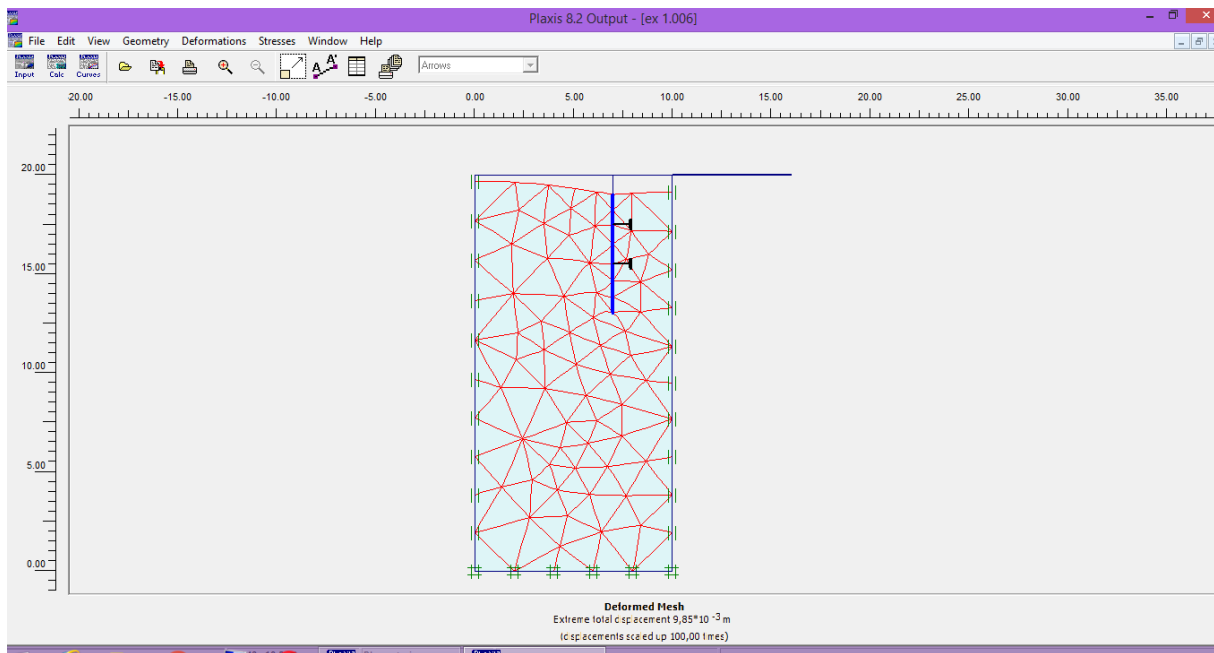 Plaxis 8.2 Output - [ex 1.006]
File Edit View Geometry Deformations Stresses Window Help
Input Calc Curves Arrows
20.00 -15.00 -10.00 -5.00 0.00 5.00 10.00 15.00 20.00 25.00 30.00 35.00
20.00
15.00
10.00
5.00
0.00
Deformed Mesh
Extreme total displacement 9,85*10 -3 m
(displacements scaled up 100,00 times)